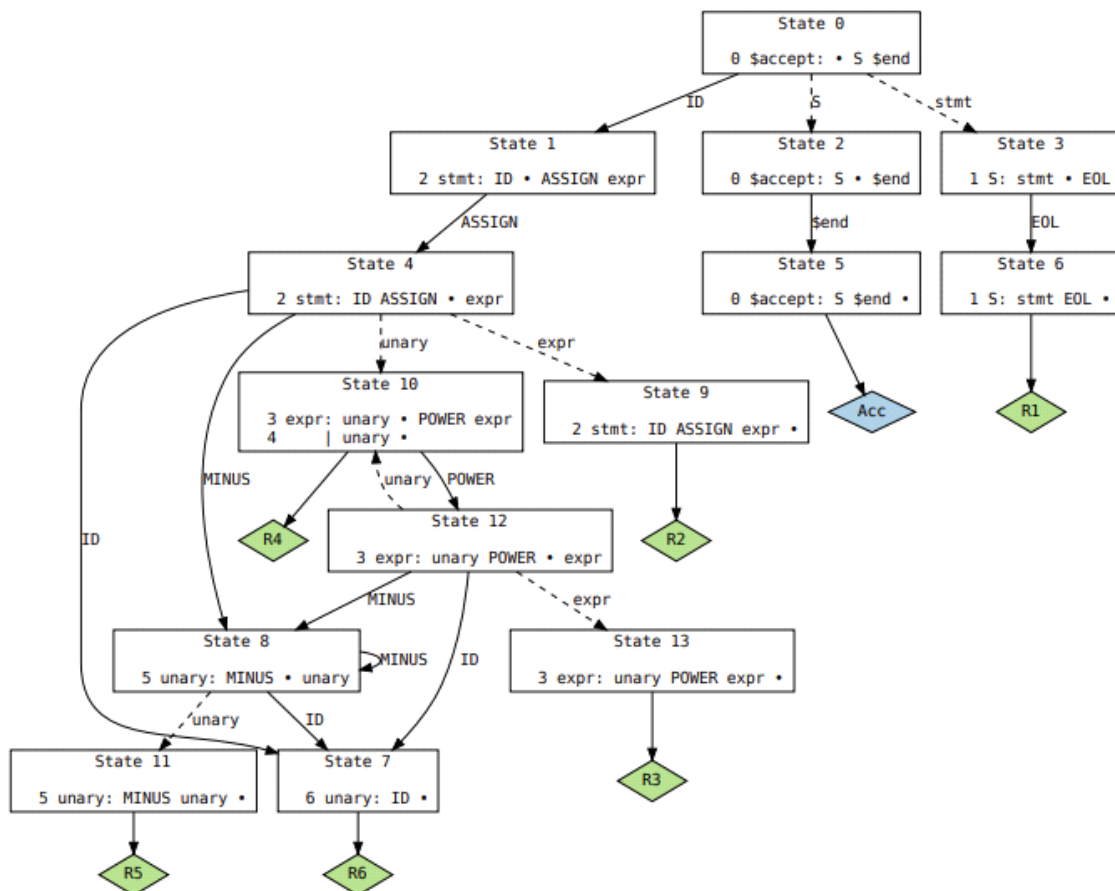 State 0
0 $accept: • S $end
ID
S
stmt
State 1
2 stmt: ID • ASSIGN expr
State 2
0 $accept: S • $end
State 3
1 S: stmt • EOL
ASSIGN
$end
EOL
State 4
2 stmt: ID ASSIGN • expr
State 5
0 $accept: S $end •
State 6
1 S: stmt EOL •
unary
expr
State 10
3 expr: unary • POWER expr
4 | unary •
State 9
2 stmt: ID ASSIGN expr •
Acc
R1
MINUS
unary
POWER
ID
R4
State 12
3 expr: unary POWER • expr
R2
MINUS
expr
State 8
5 unary: MINUS • unary
MINUS
ID
State 13
3 expr: unary POWER expr •
unary
ID
State 11
5 unary: MINUS unary •
State 7
6 unary: ID •
R3
R5
R6